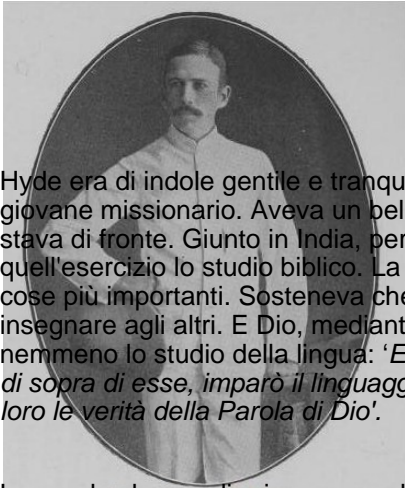 Hyde era di indole gentile e tranqu
giovane missionario. Aveva un bel
stava di fronte. Giunto in India, per
quell'esercizio lo studio biblico. La
cose più importanti. Sosteneva che
insegnare agli altri. E Dio, mediant
nemmeno lo studio della lingua: ‘E
di sopra di esse, imparò il linguagg
loro le verità della Parola di Dio'.